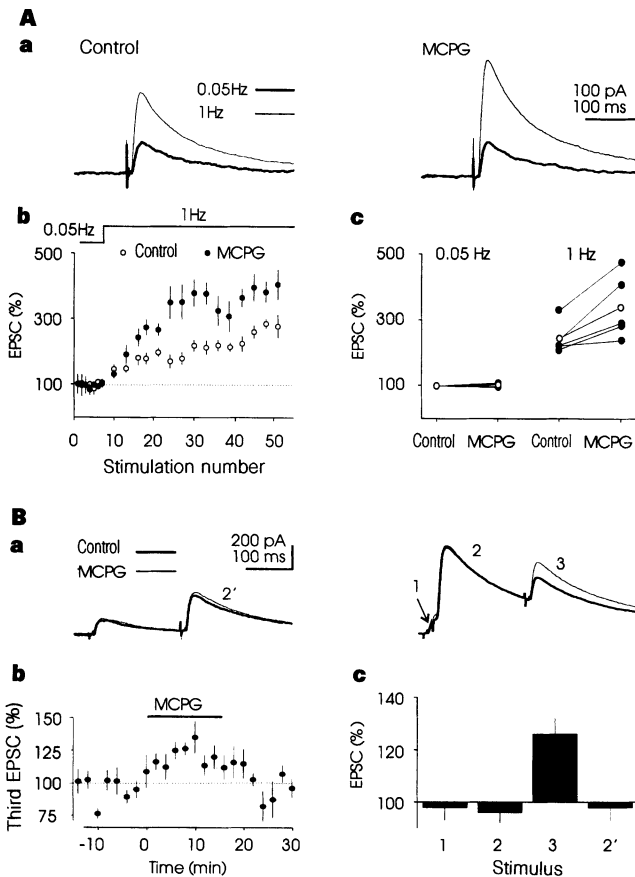 A
a
Control
0.05Hz
1Hz
MCPG
100 pA
100 ms
b
0.05Hz
1Hz
Control
MCPG
EPSC (%)
500
300
100
0 10 20 30 40 50
Stimulation number
c
0.05 Hz
1 Hz
EPSC (%)
500
300
100
Control MCPG Control MCPG
B
a
Control
MCPG
200 pA
100 ms
2'
1
2
3
b
MCPG
Third EPSC (%)
150
125
100
75
-10 0 10 20 30
Time (min)
c
EPSC (%)
140
120
100
1 2 3 2'
Stimulus